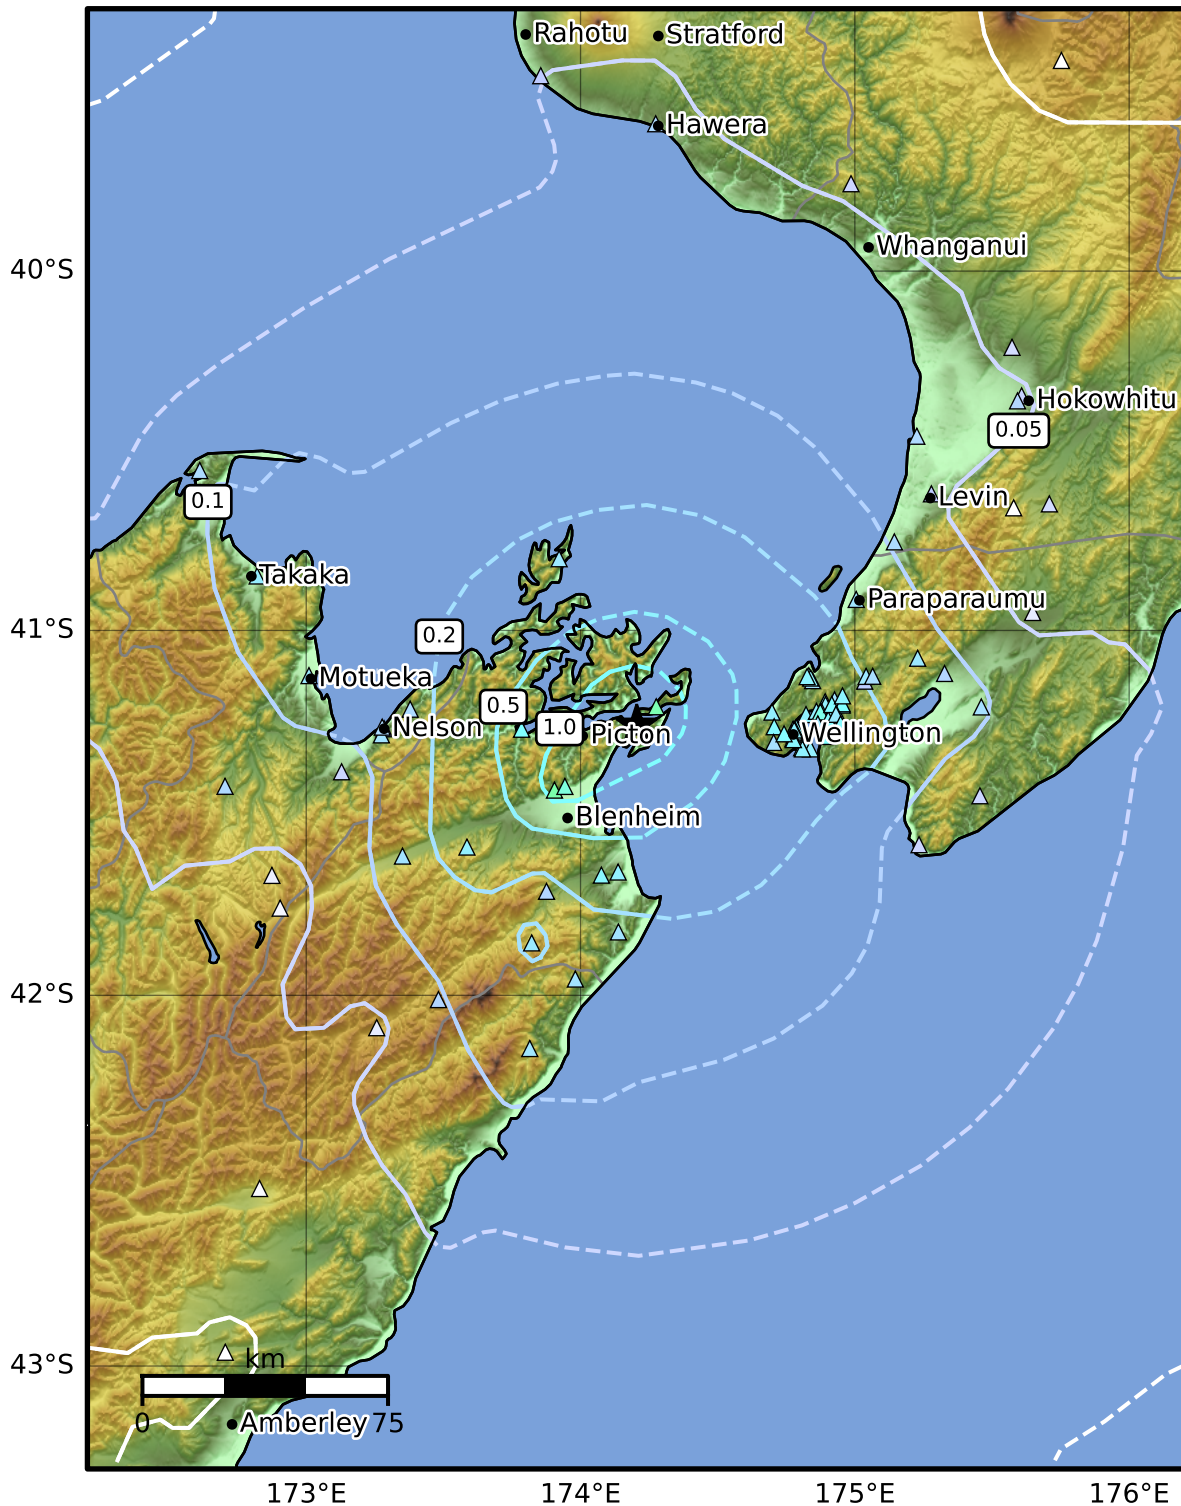 Rahotu
Stratford
Hawera
Whanganui
40°S
Hokowhitu
0.05
Levin
0.1
Takaka
Paraparaumu
41°S
0.2
Motueka
0.5
Nelson
1.0
Picton
Wellington
Blenheim
42°S
43°S
km
0
75
Amberley
173°E
174°E
175°E
176°E